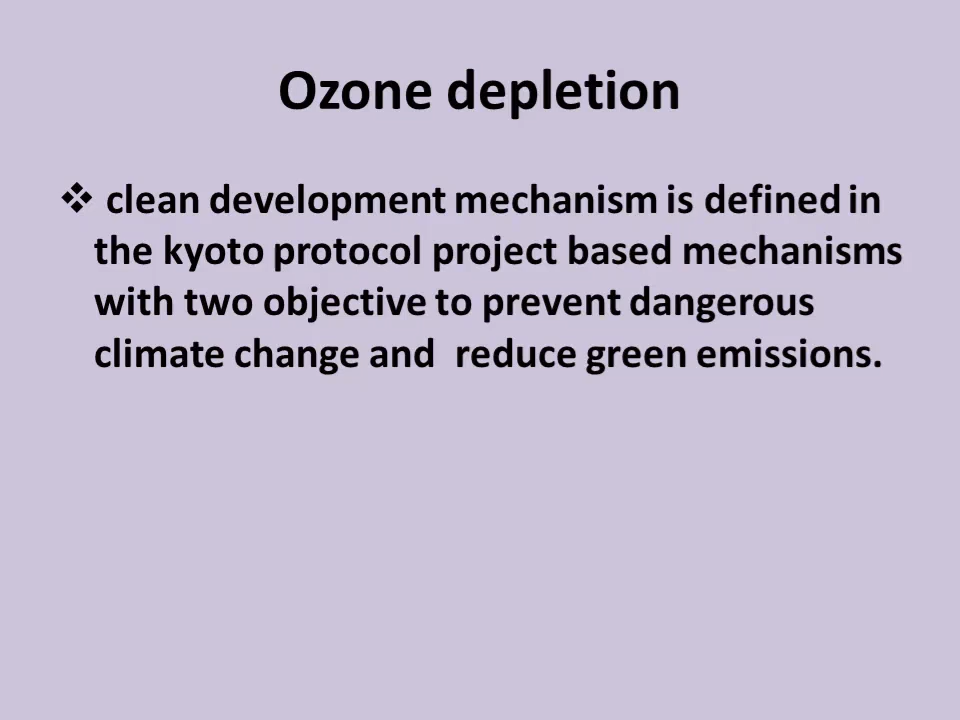 Ozone depletion
❖ clean development mechanism is defined in
the kyoto protocol project based mechanisms
with two objective to prevent dangerous
climate change and  reduce green emissions.